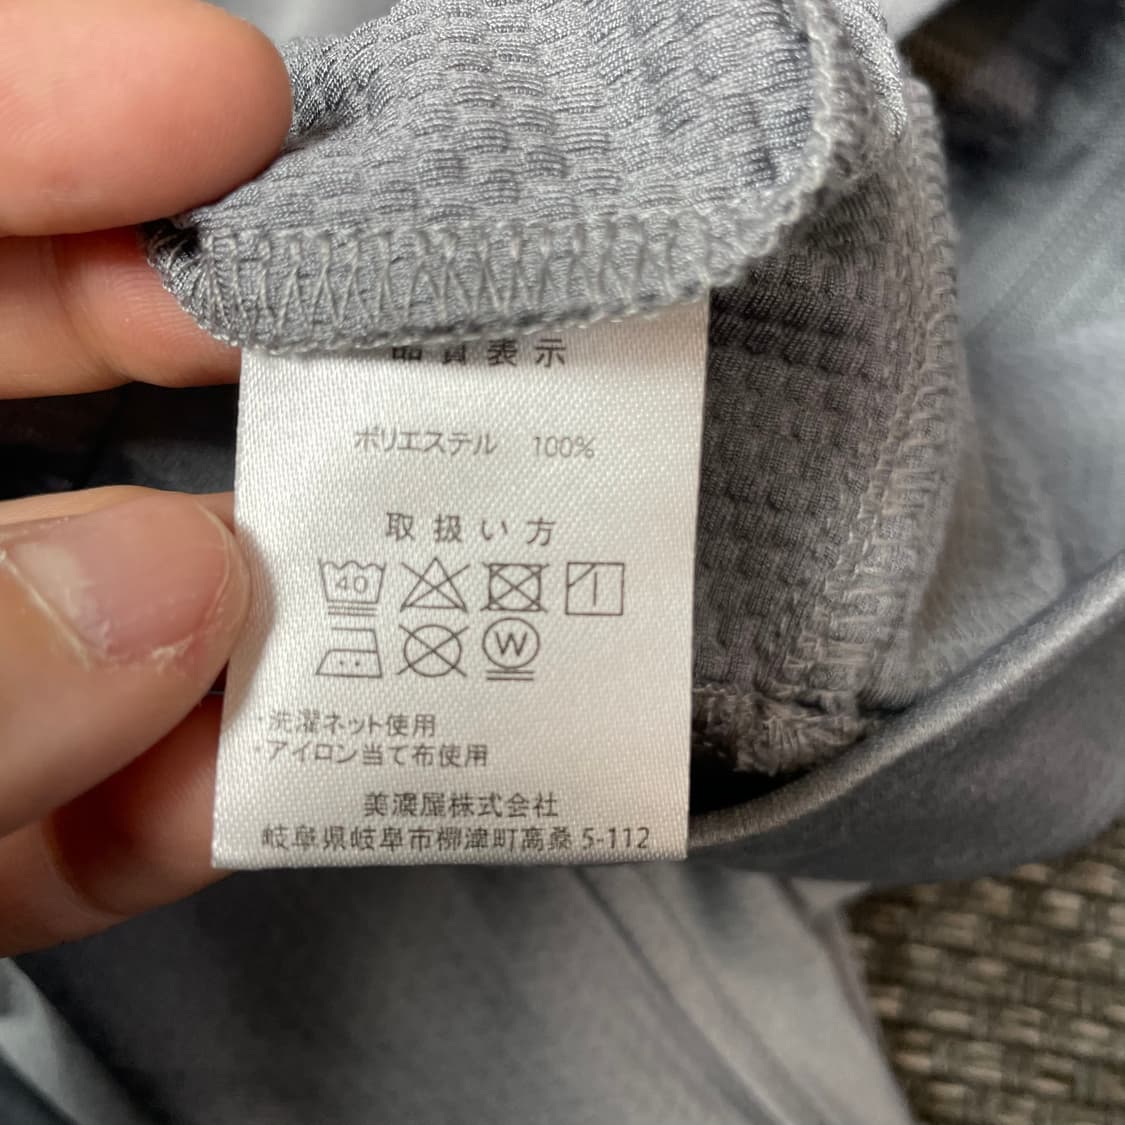 品質表示
ポリエステル 100%
取扱い方
40
W
・洗濯ネット使用
・アイロン当て布使用
美濃屋株式会社
岐阜県岐阜市柳津町高桑 5-112